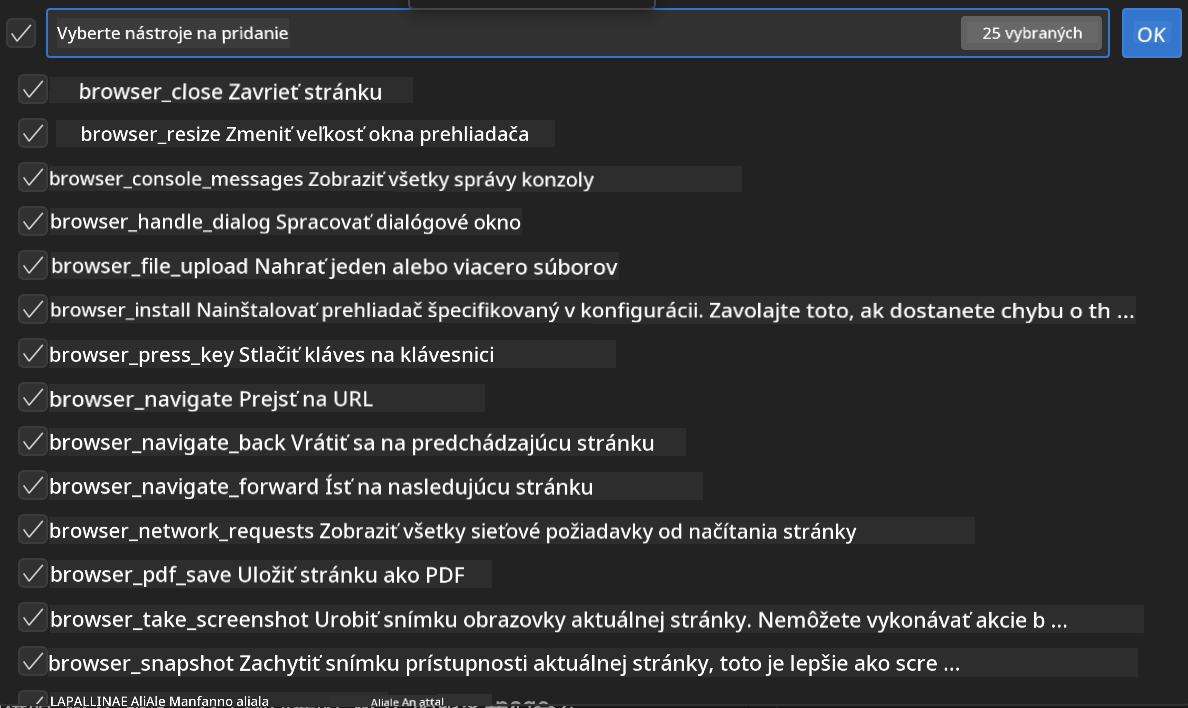 Vyberte nástroje na pridanie
25 vybraných
OK
browser_close Zavrieť stránku
browser_resize Zmeniť veľkosť okna prehliadača
browser_console_messages Zobraziť všetky správy konzoly
browser_handle_dialog Spracovať dialógové okno
browser_file_upload Nahrať jeden alebo viacero súborov
browser_install Nainštalovať prehliadač špecifikovaný v konfigurácii. Zavolajte toto, ak dostanete chybu o th ...
browser_press_key Stlačiť kláves na klávesnici
browser_navigate Prejsť na URL
browser_navigate_back Vrátiť sa na predchádzajúcu stránku
browser_navigate_forward Ísť na nasledujúcu stránku
browser_network_requests Zobraziť všetky sieťové požiadavky od načítania stránky
browser_pdf_save Uložiť stránku ako PDF
browser_take_screenshot Urobiť snímku obrazovky aktuálnej stránky. Nemôžete vykonávať akcie b ...
browser_snapshot Zachytiť snímku prístupnosti aktuálnej stránky, toto je lepšie ako scre ...
LAPALLINAE AliAle Manfanno aljala